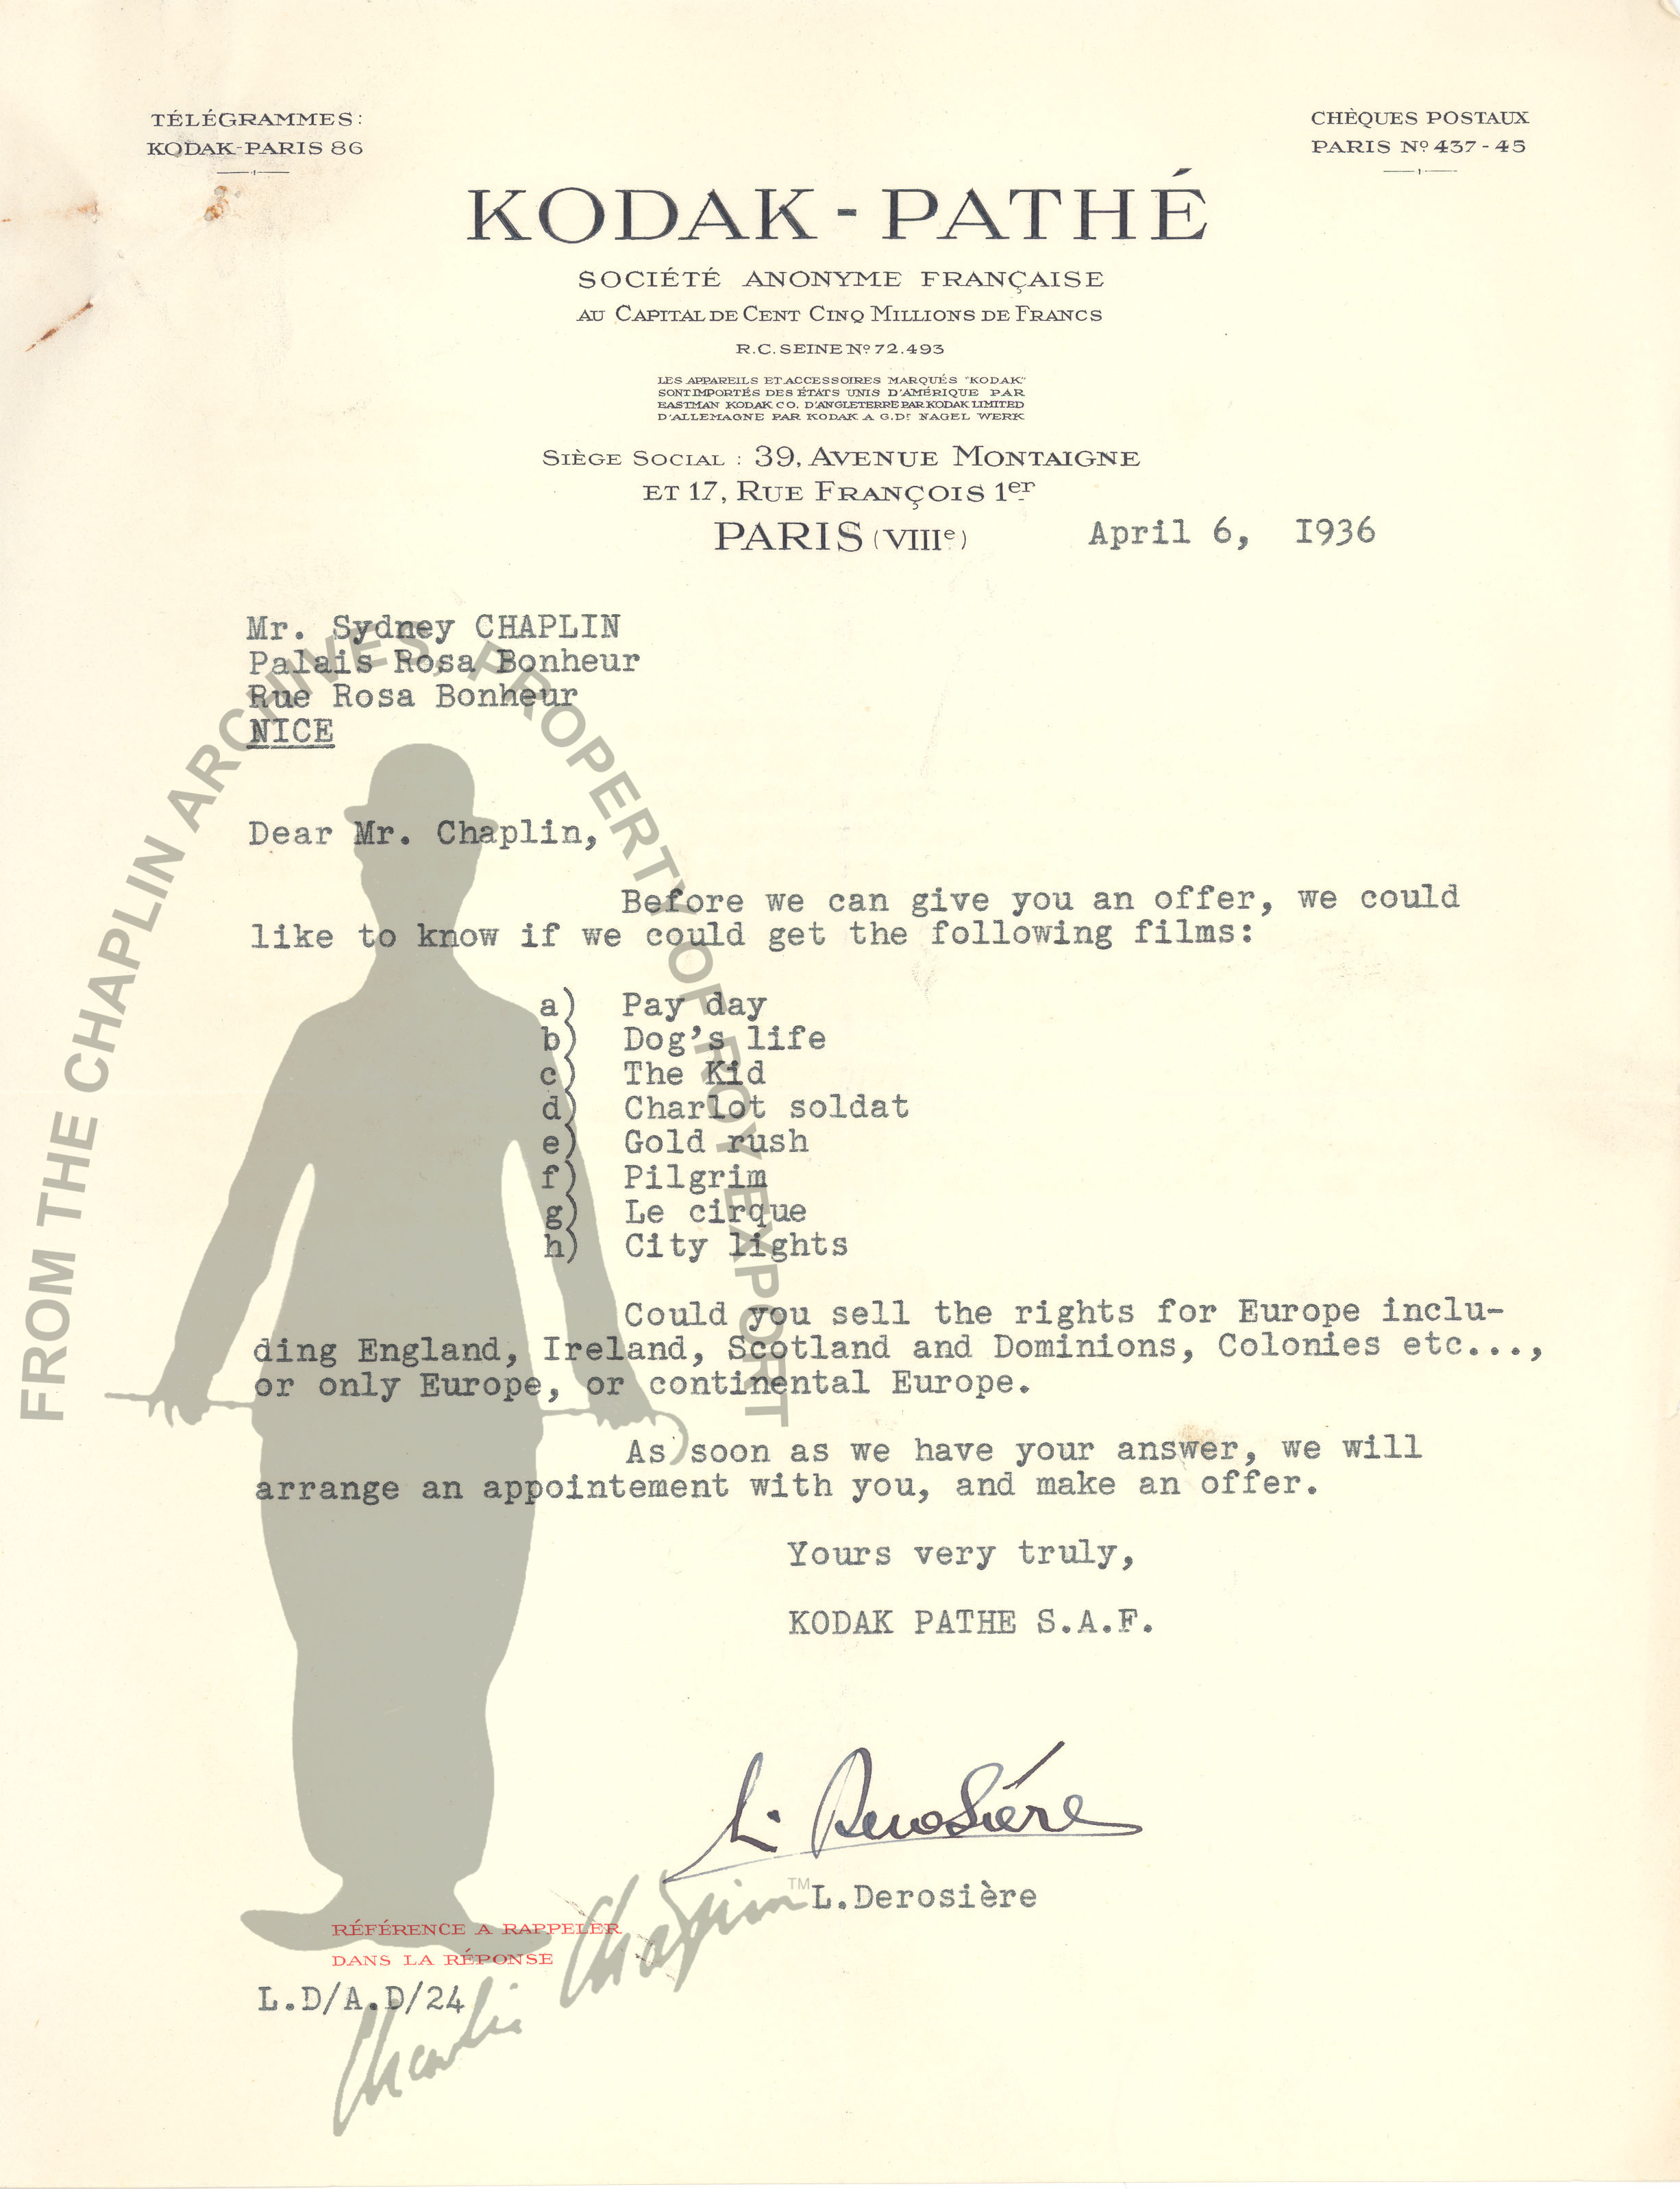 TÉLÉGRAMMES:
KODAK-PARIS 86
CHÈQUES POSTAUX
PARIS Nº 437-45
KODAK-PATHÉ
SOCIÉTÉ ANONYME FRANÇAISE
AU CAPITAL DE CENT CINQ MILLIONS DE FRANCS
R.C. SEINE Nº 72.493
LES APPAREILS ET ACCESSOIRES MARQUÉS "KODAK"
SONT IMPORTÉS DES ÉTATS UNIS D'AMÉRIQUE PAR
EASTMAN KODAK CO. D'ANGLETERRE PAR KODAK LIMITED
D'ALLEMAGNE PAR KODAK A G. Dr NAGEL WERK
SIÈGE SOCIAL : 39, AVENUE MONTAIGNE
ET 17, RUE FRANÇOIS 1er
PARIS (VIIIe) April 6, I936
Mr. Sydney CHAPLIN
Palais Rosa Bonheur
Rue Rosa Bonheur
NICE
Dear Mr. Chaplin,
Before we can give you an offer, we could
like to know if we could get the following films:
a) Pay day
b) Dog's life
c) The Kid
d) Charlot soldat
e) Gold rush
f) Pilgrim
g) Le cirque
h) City lights
Could you sell the rights for Europe inclu-
ding England, Ireland, Scotland and Dominions, Colonies etc...,
or only Europe, or continental Europe.
As soon as we have your answer, we will
arrange an appointement with you, and make an offer.
Yours very truly,
KODAK PATHE S.A.F.
L. Derosière
L.Derosière
RÉFÉRENCE A RAPPELER
DANS LA RÉPONSE
L.D/A.D/24
FROM THE CHAPLIN ARCHIVES, PROPERTY OF ROY EXPORT
Charlie Chaplin TM